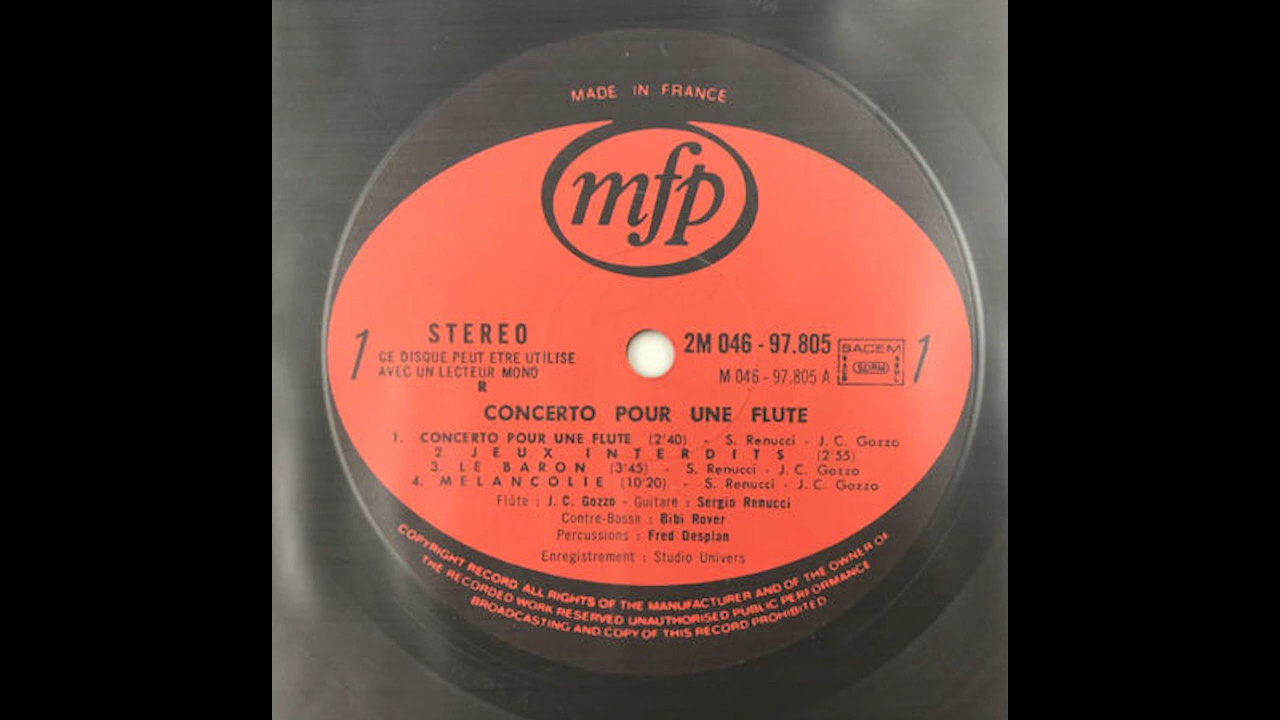 MADE IN FRANCE
mfp
1 STEREO 2M 046 - 97.805 SACEM 1
CE DISQUE PEUT ETRE UTILISE
AVEC UN LECTEUR MONO M 046 - 97.805 A
R
CONCERTO POUR UNE FLUTE
1. CONCERTO POUR UNE FLUTE (2'40) - S. Renucci - J. C. Gozzo
2. JEUX INTERDITS (2'55)
3. LE BARON (3'45) - S. Renucci - J. C. Gozzo
4. MELANCOLIE (10'20) - S. Renucci - J. C. Gozzo
Flûte : J. C. Gozzo - Guitare : Sergio Renucci
Contre-Basse : Bibi Rover
Percussions : Fred Desplan
Enregistrement : Studio Univers
COPYRIGHT RECORD ALL RIGHTS OF THE MANUFACTURER AND OF THE OWNER OF
THE RECORDED WORK RESERVED UNAUTHORISED PUBLIC PERFORMANCE
BROADCASTING AND COPY OF THIS RECORD PROHIBITED